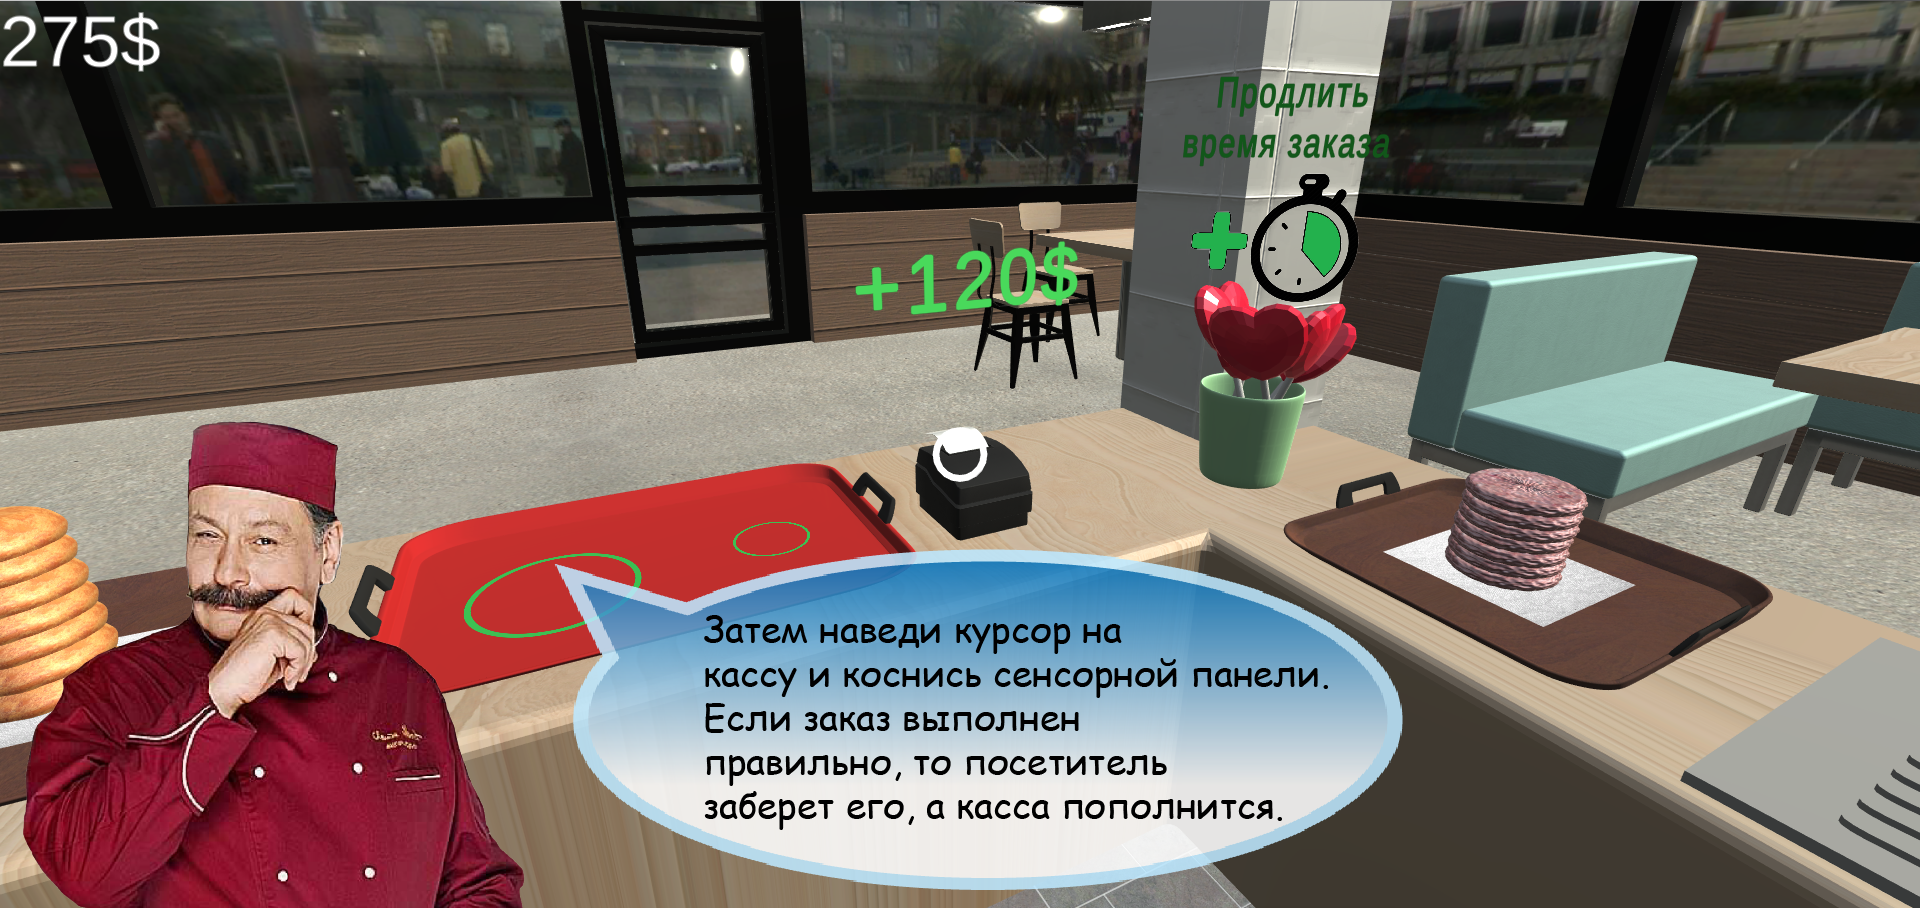 275$
Продлить
время заказа
+120$
Затем наведи курсор на
кассу и коснись сенсорной панели.
Если заказ выполнен
правильно, то посетитель
заберет его, а касса пополнится.